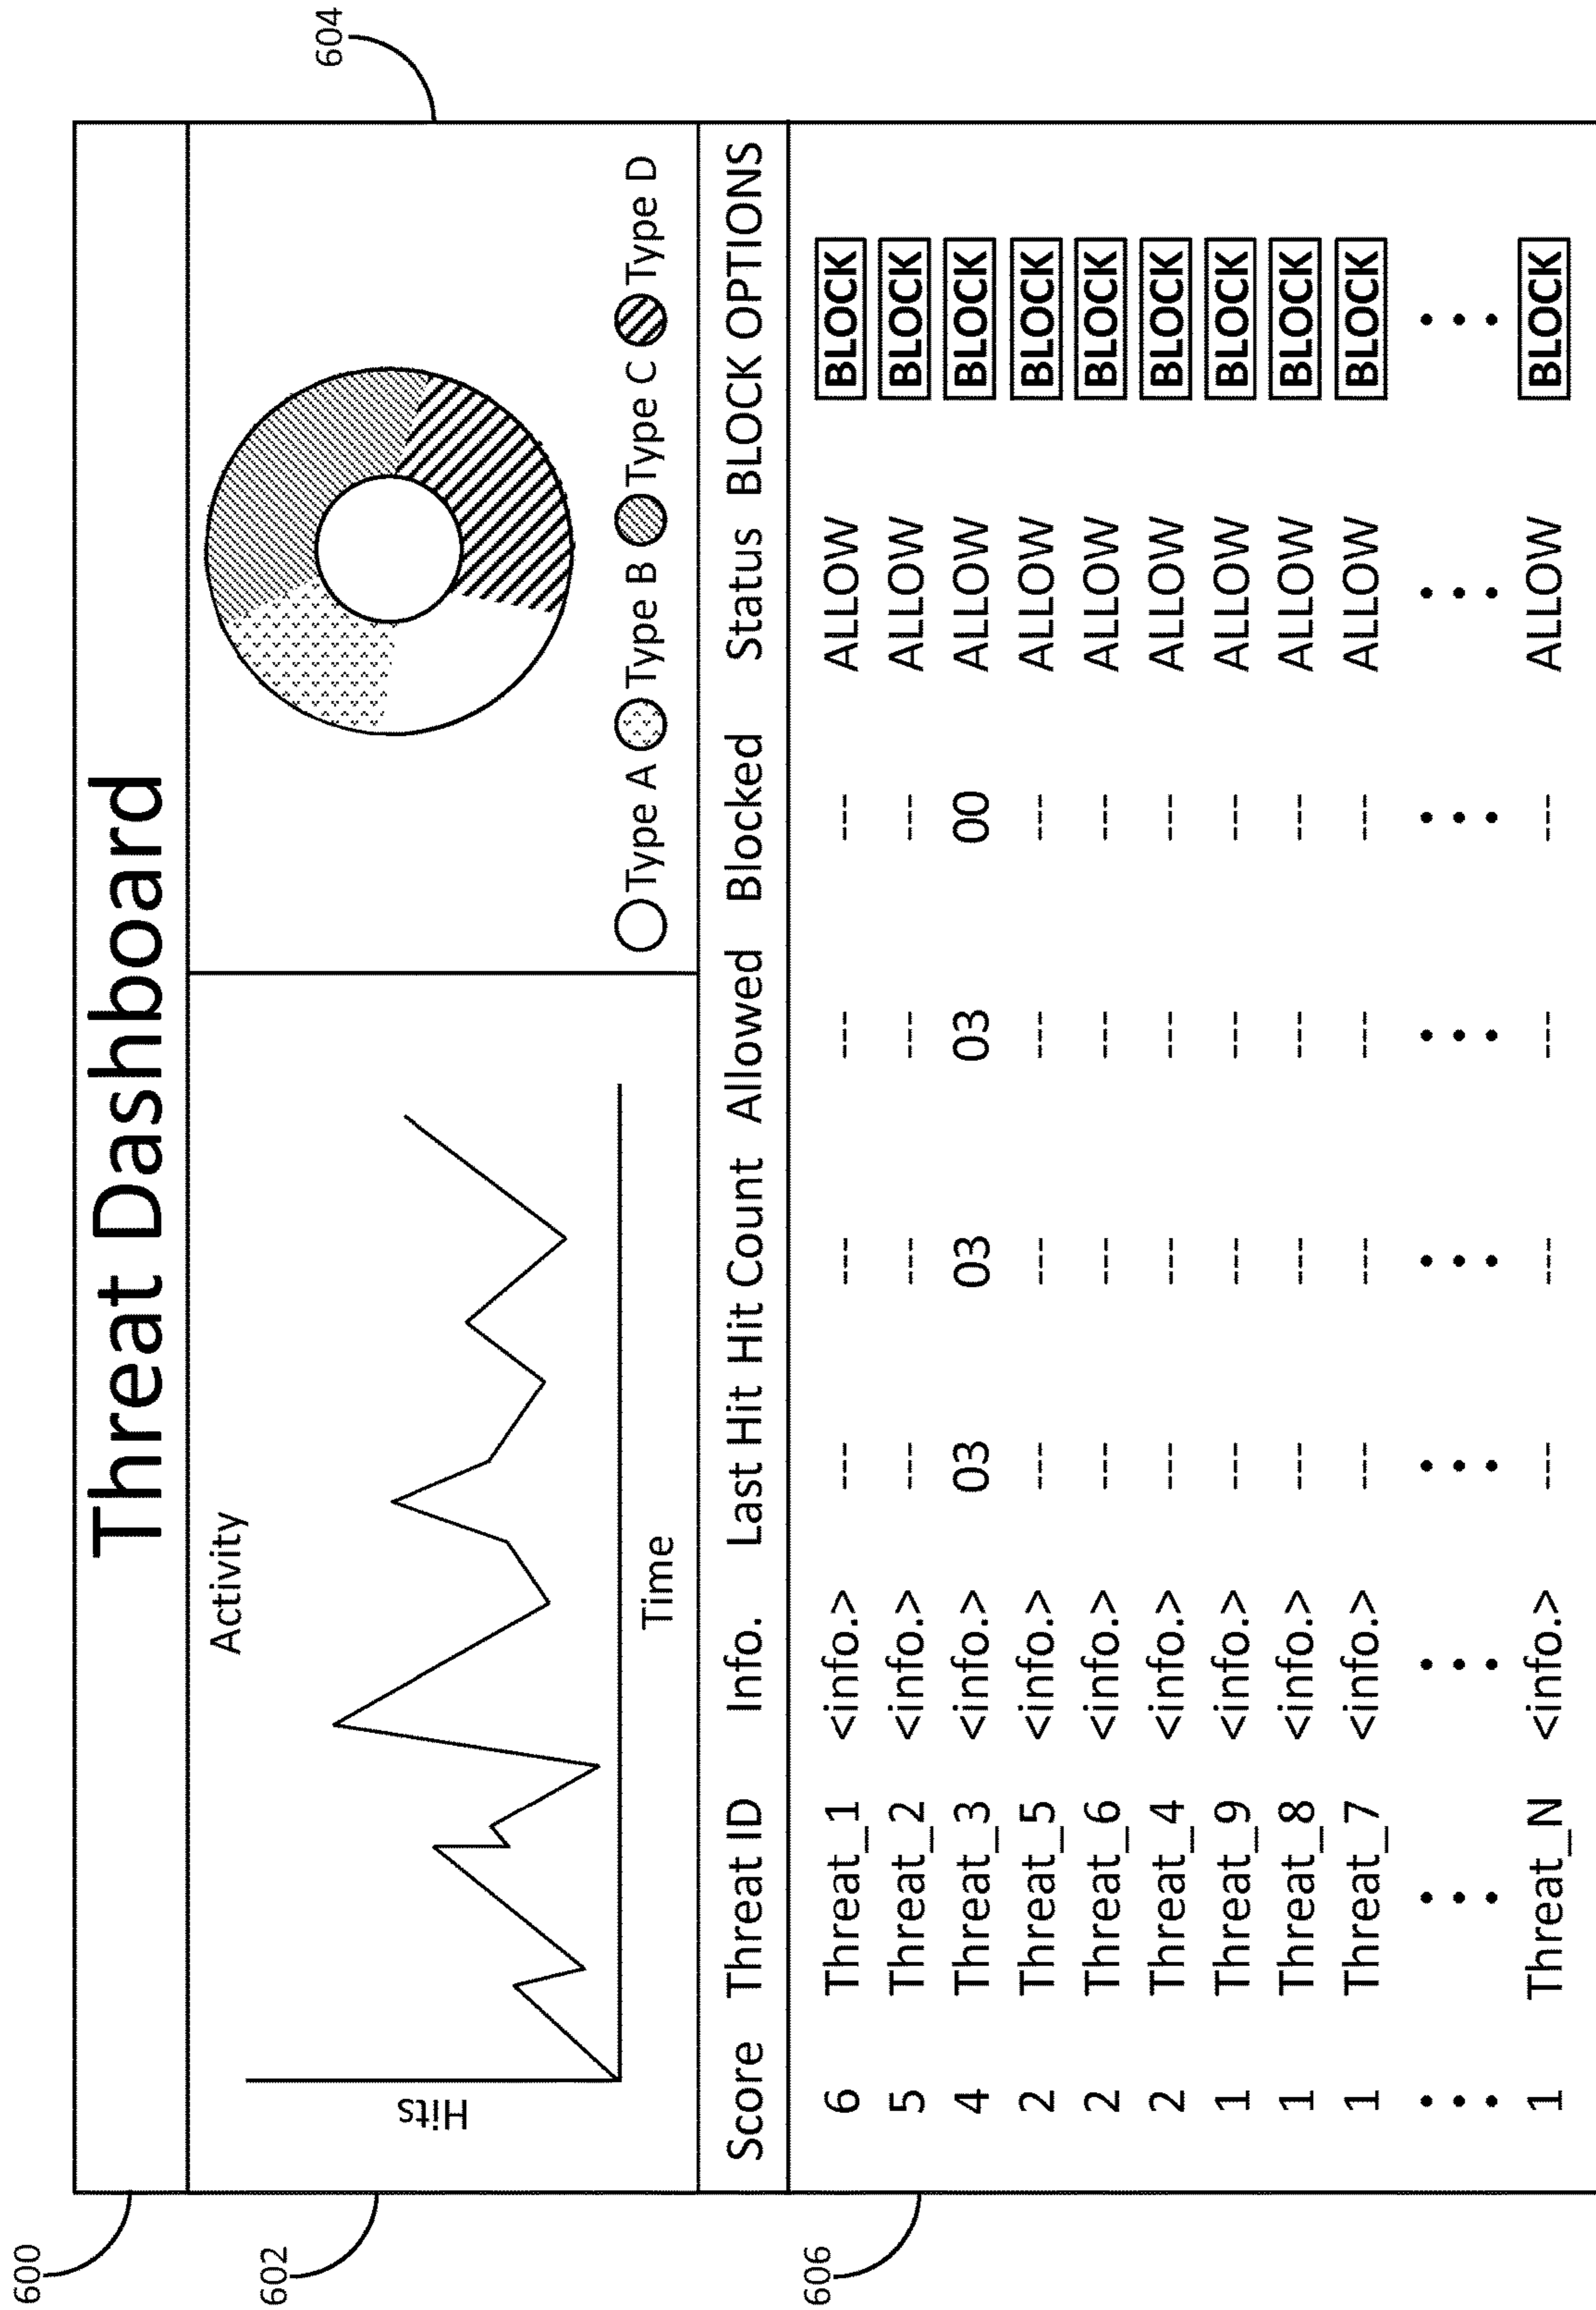 600
Threat Dashboard
602
Activity
Hits
Time
604
Type A Type B Type C Type D
606
Score Threat ID Info. Last Hit Hit Count Allowed Blocked Status BLOCK OPTIONS
6 Threat_1 <info.> --- --- --- --- ALLOW BLOCK
5 Threat_2 <info.> --- --- --- --- ALLOW BLOCK
4 Threat_3 <info.> 03 03 03 00 ALLOW BLOCK
2 Threat_5 <info.> --- --- --- --- ALLOW BLOCK
2 Threat_6 <info.> --- --- --- --- ALLOW BLOCK
2 Threat_4 <info.> --- --- --- --- ALLOW BLOCK
1 Threat_9 <info.> --- --- --- --- ALLOW BLOCK
1 Threat_8 <info.> --- --- --- --- ALLOW BLOCK
1 Threat_7 <info.> --- --- --- --- ALLOW BLOCK
1 Threat_N <info.> --- --- --- --- ALLOW BLOCK